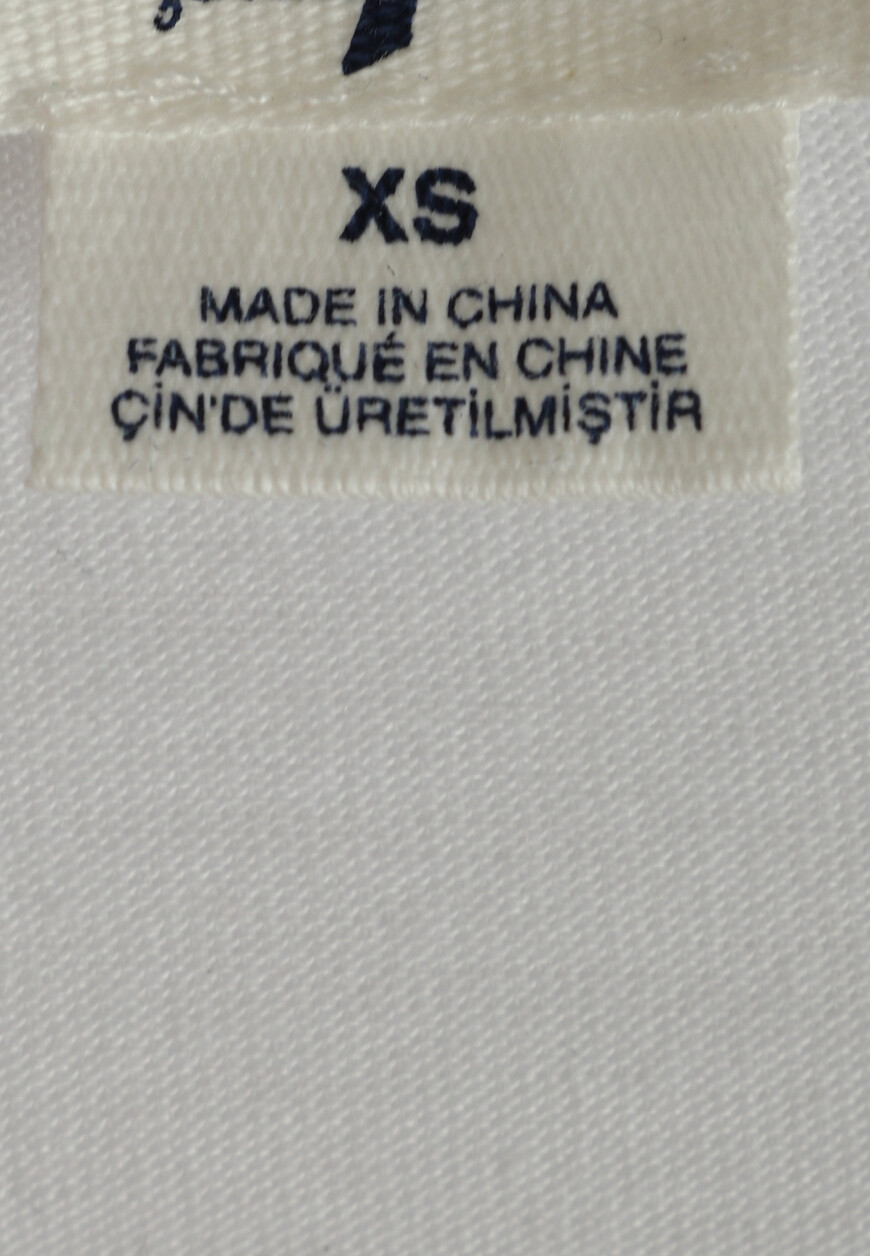 XS
MADE IN CHINA
FABRIQUÉ EN CHINE
ÇİN'DE ÜRETİLMİŞTİR